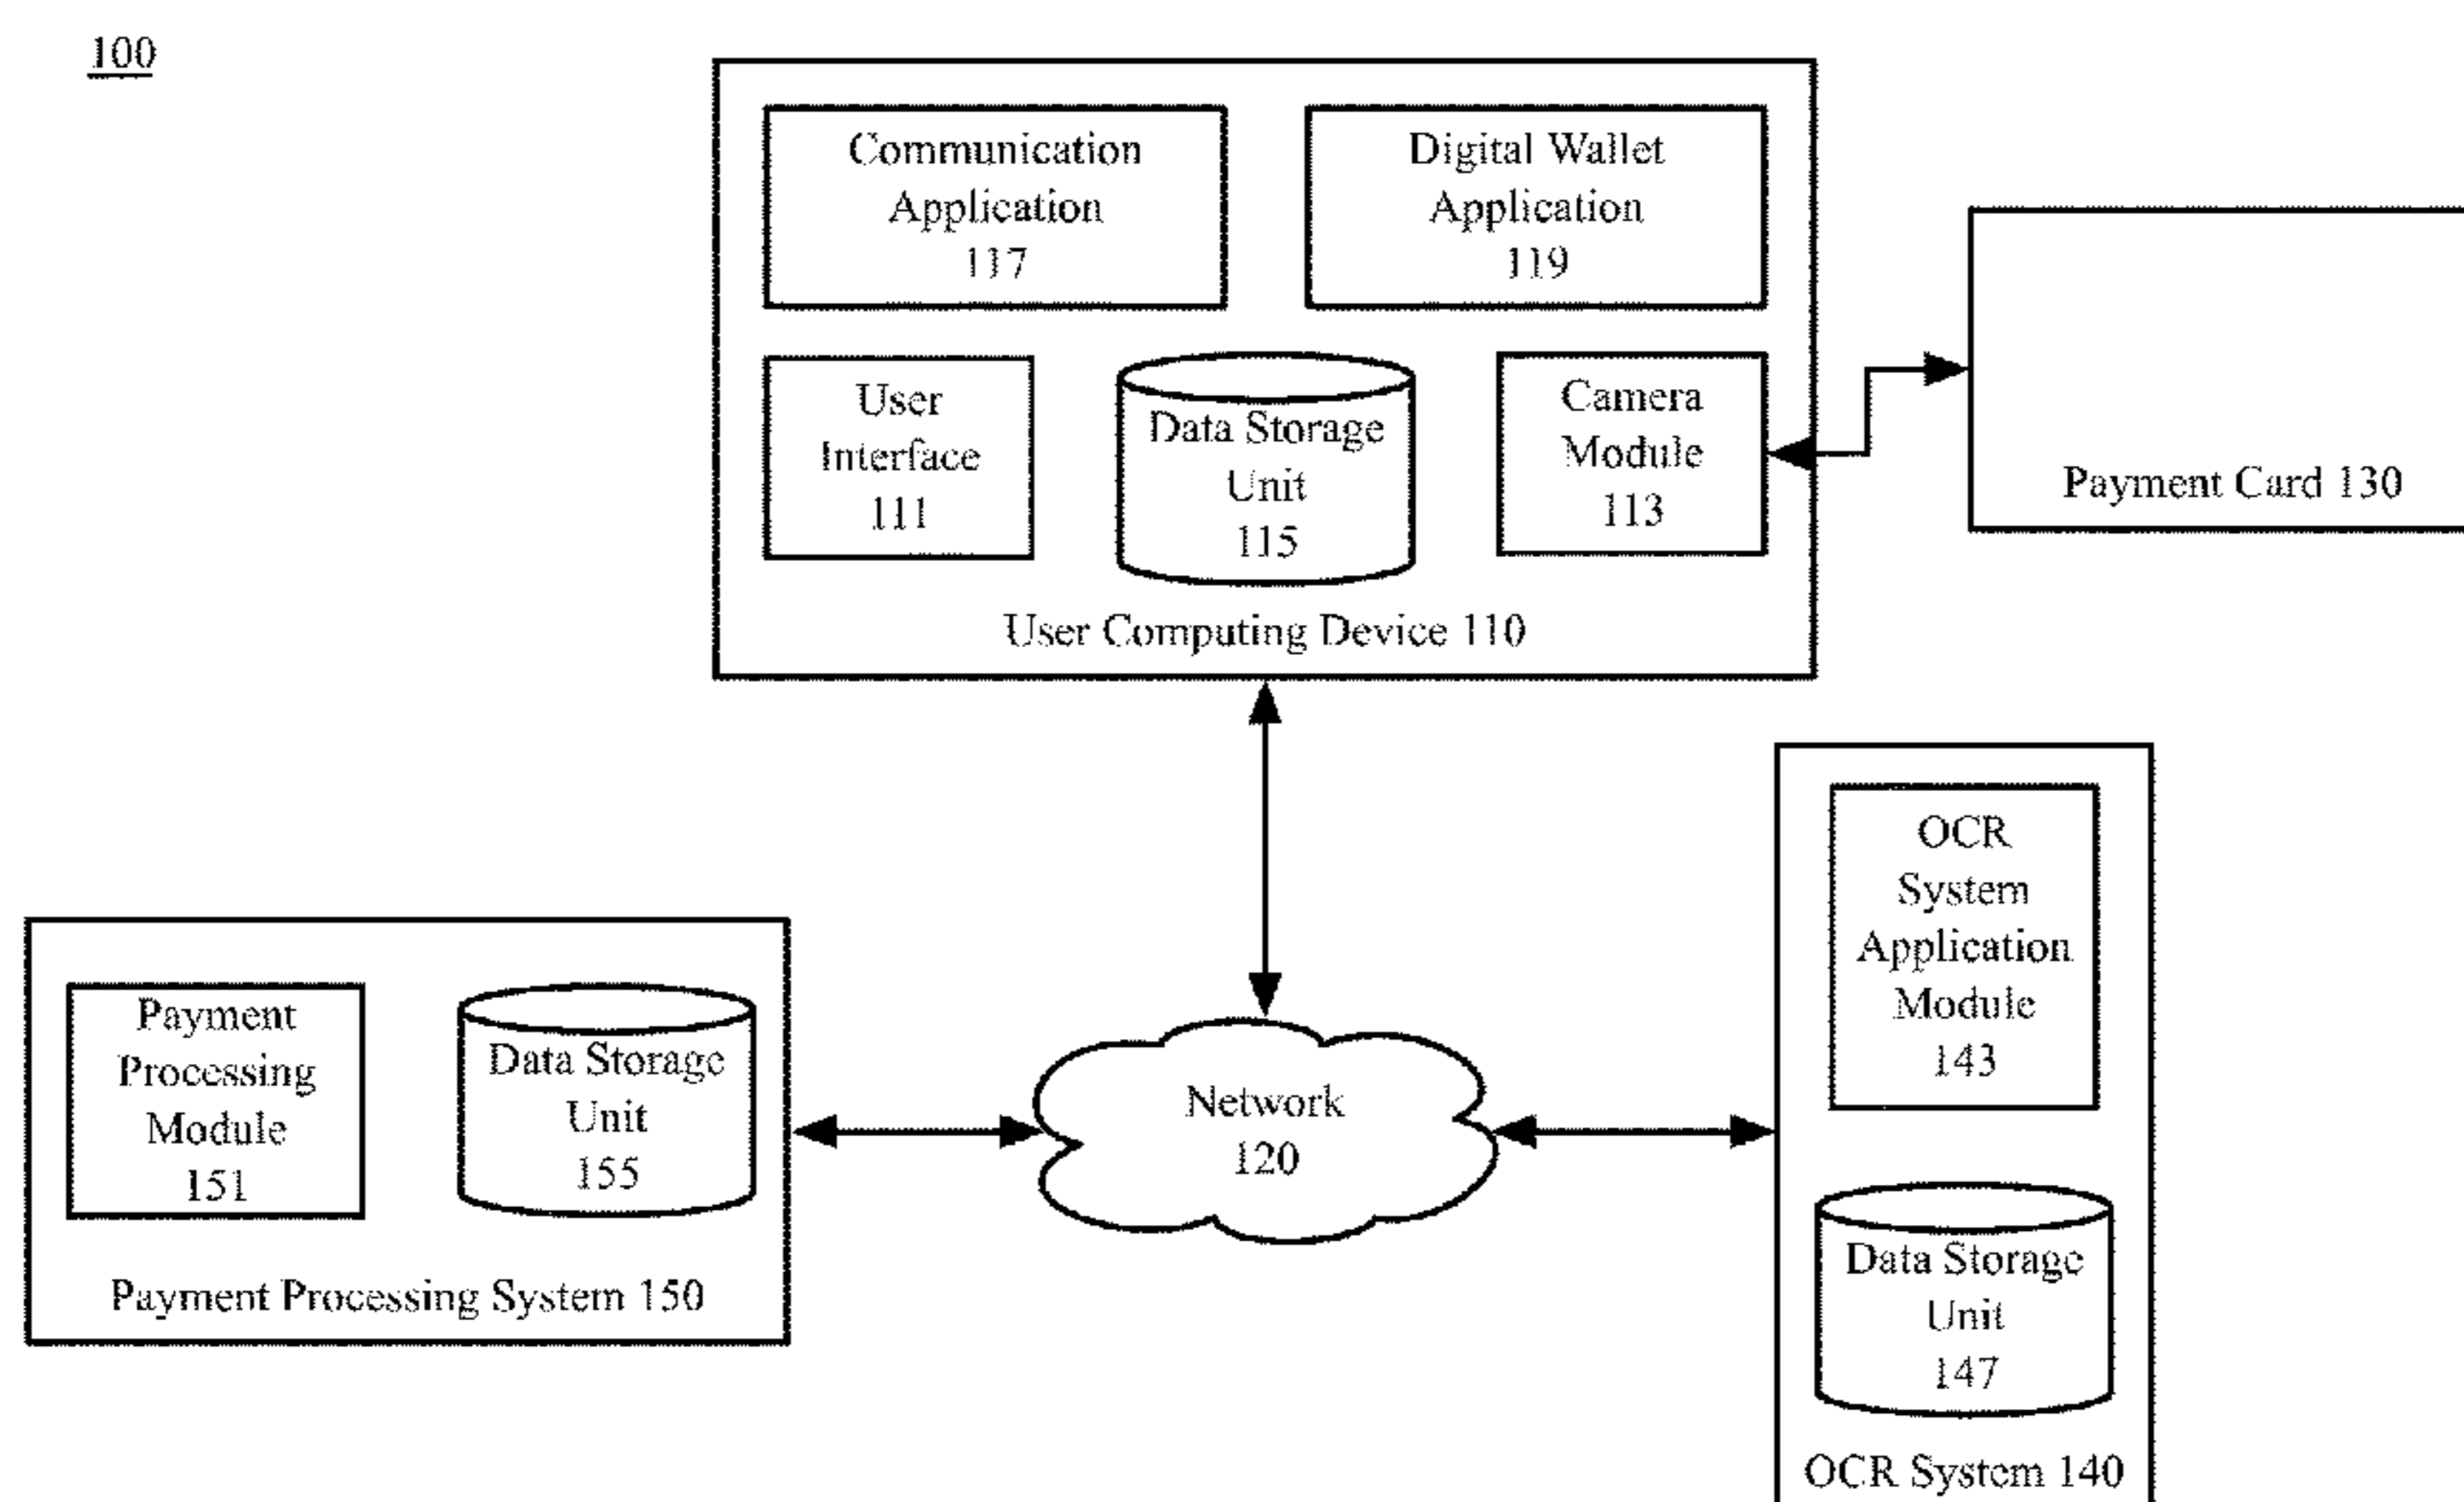 100
Communication
Application
117
Digital Wallet
Application
119
User
Interface
111
Data Storage
Unit
115
Camera
Module
113
User Computing Device 110
Payment Card 130
OCR
System
Application
Module
143
Data Storage
Unit
147
OCR System 140
Payment
Processing
Module
151
Data Storage
Unit
155
Payment Processing System 150
Network
120